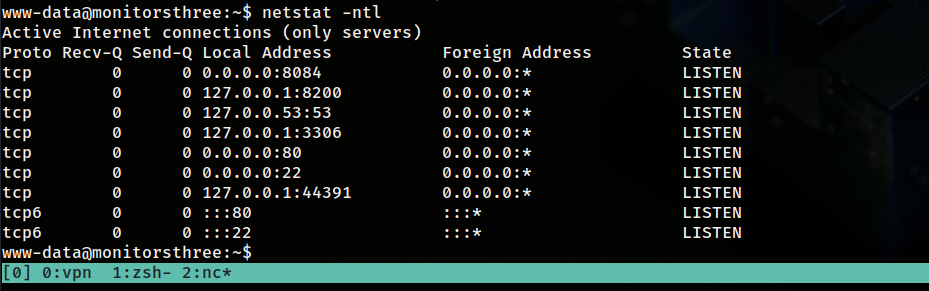 www-data@monitorsthree:~$ netstat -ntl
Active Internet connections (only servers)
Proto Recv-Q Send-Q Local Address           Foreign Address         State
tcp        0      0 0.0.0.0:8084            0.0.0.0:*               LISTEN
tcp        0      0 127.0.0.1:8200          0.0.0.0:*               LISTEN
tcp        0      0 127.0.0.53:53           0.0.0.0:*               LISTEN
tcp        0      0 127.0.0.1:3306          0.0.0.0:*               LISTEN
tcp        0      0 0.0.0.0:80              0.0.0.0:*               LISTEN
tcp        0      0 0.0.0.0:22              0.0.0.0:*               LISTEN
tcp        0      0 127.0.0.1:44391         0.0.0.0:*               LISTEN
tcp6       0      0 :::80                   :::*                    LISTEN
tcp6       0      0 :::22                   :::*                    LISTEN
www-data@monitorsthree:~$
[0] 0:vpn  1:zsh- 2:nc*